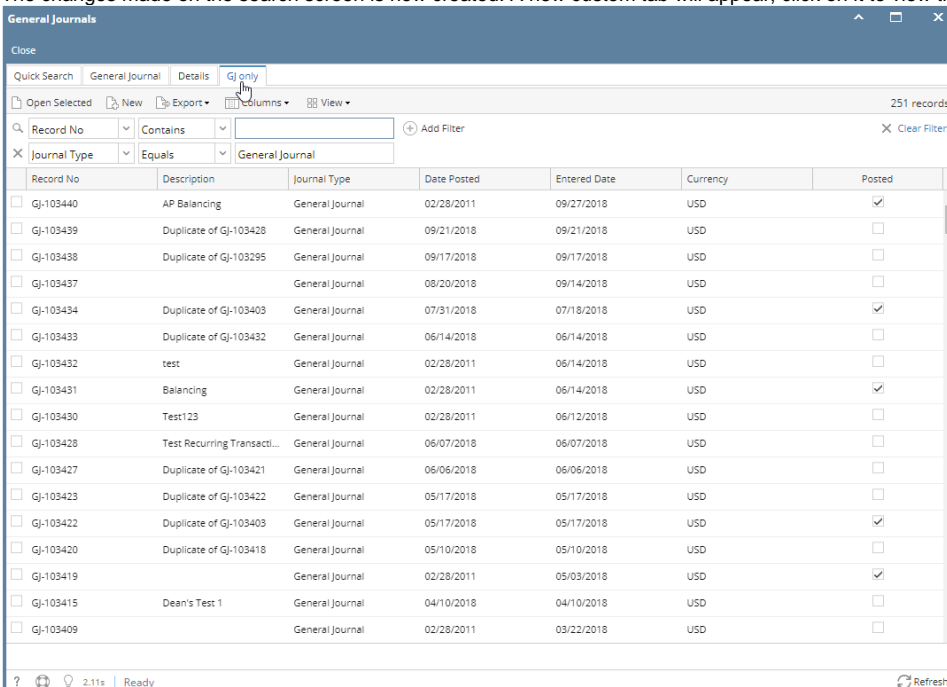 The changes made on the search screen is now created. A new custom tab will appear, click on it to view t
General Journals
Close
Quick Search General Journal Details GJ only
Open Selected New Export Columns View 251 records
Record No Contains Add Filter Clear Filter
Journal Type Equals General Journal
Record No Description Journal Type Date Posted Entered Date Currency Posted
GJ-103440 AP Balancing General Journal 02/28/2011 09/27/2018 USD
GJ-103439 Duplicate of GJ-103428 General Journal 09/21/2018 09/21/2018 USD
GJ-103438 Duplicate of GJ-103295 General Journal 09/17/2018 09/17/2018 USD
GJ-103437 General Journal 08/20/2018 09/14/2018 USD
GJ-103434 Duplicate of GJ-103403 General Journal 07/31/2018 07/18/2018 USD
GJ-103433 Duplicate of GJ-103432 General Journal 06/14/2018 06/14/2018 USD
GJ-103432 test General Journal 02/28/2011 06/14/2018 USD
GJ-103431 Balancing General Journal 02/28/2011 06/14/2018 USD
GJ-103430 Test123 General Journal 02/28/2011 06/12/2018 USD
GJ-103428 Test Recurring Transacti... General Journal 06/07/2018 06/07/2018 USD
GJ-103427 Duplicate of GJ-103421 General Journal 06/06/2018 06/06/2018 USD
GJ-103423 Duplicate of GJ-103422 General Journal 05/17/2018 05/17/2018 USD
GJ-103422 Duplicate of GJ-103403 General Journal 05/17/2018 05/17/2018 USD
GJ-103420 Duplicate of GJ-103418 General Journal 05/10/2018 05/10/2018 USD
GJ-103419 General Journal 02/28/2011 05/03/2018 USD
GJ-103415 Dean's Test 1 General Journal 04/10/2018 04/10/2018 USD
GJ-103409 General Journal 02/28/2011 03/22/2018 USD
? 2.11s Ready Refresh